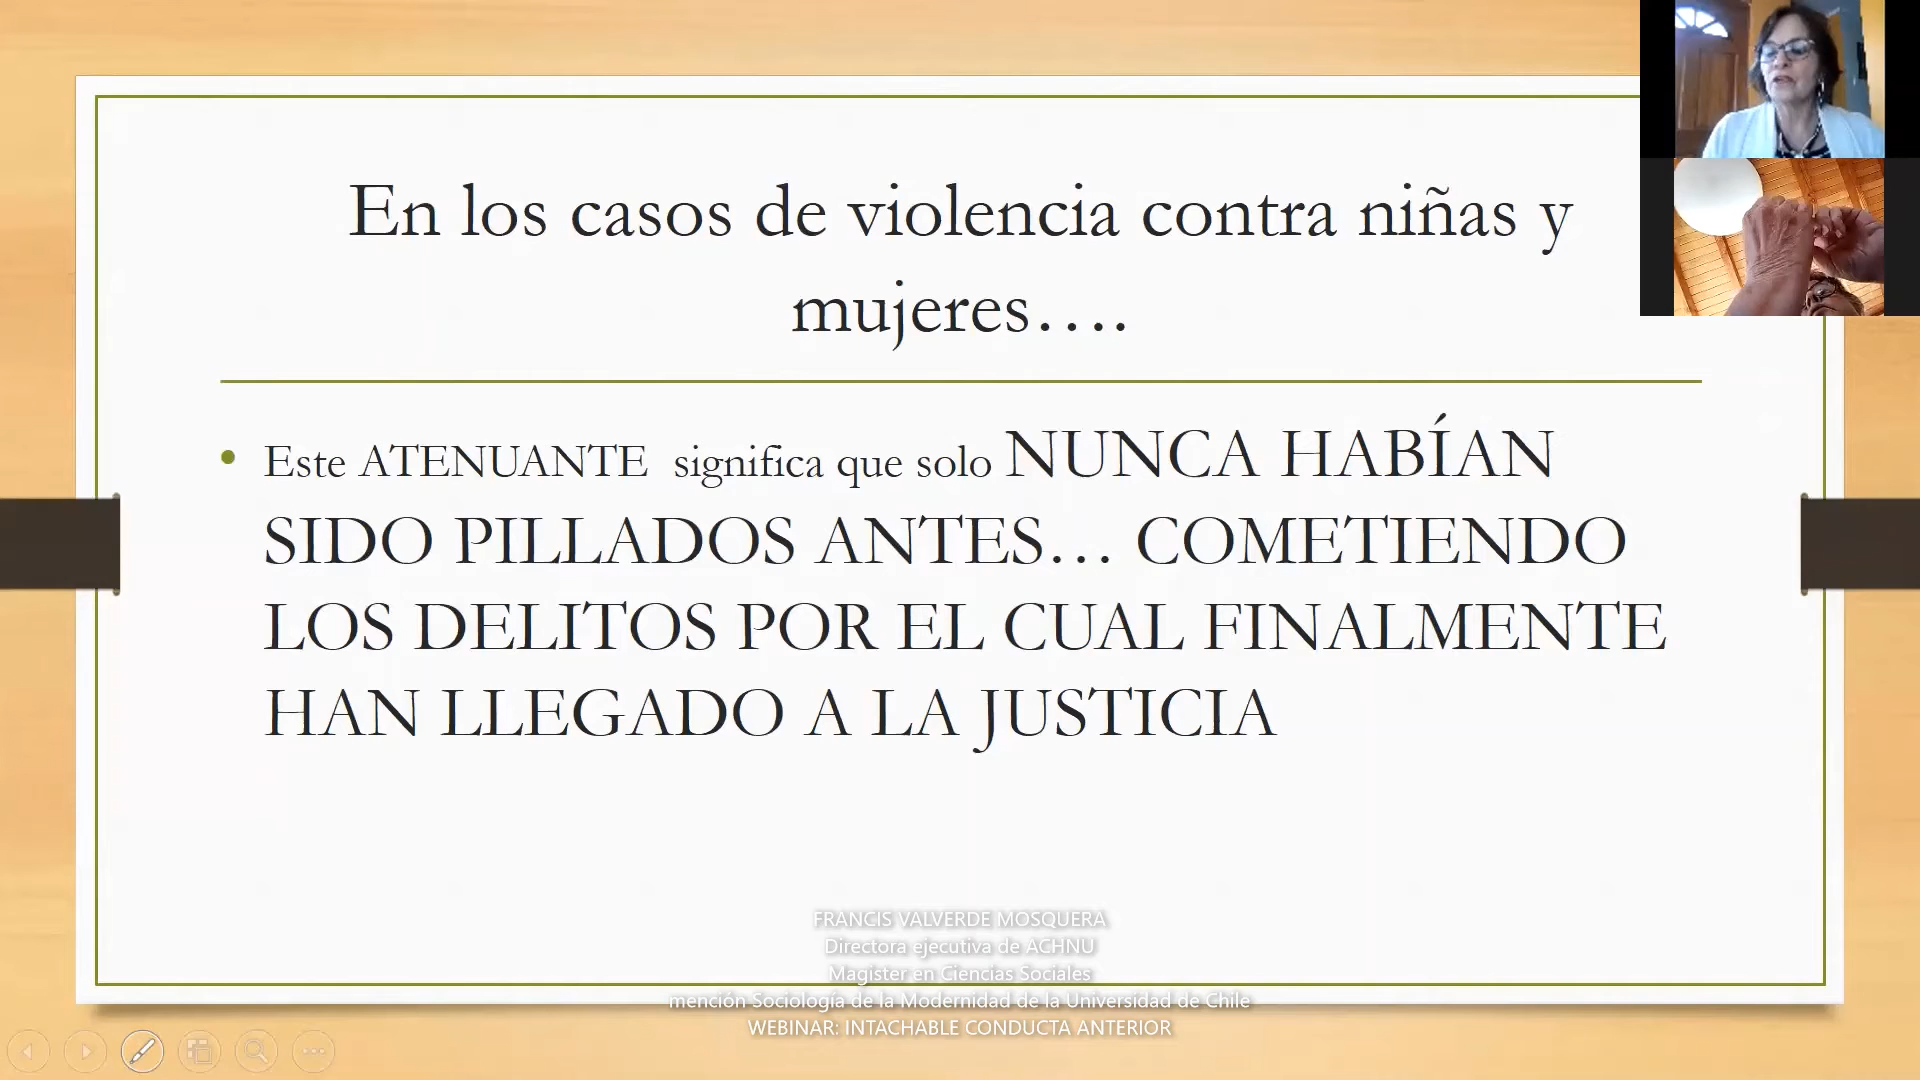 En los casos de violencia contra niñas y
mujeres….
• Este ATENUANTE significa que solo NUNCA HABÍAN
SIDO PILLADOS ANTES… COMETIENDO
LOS DELITOS POR EL CUAL FINALMENTE
HAN LLEGADO A LA JUSTICIA
FRANCIS VALVERDE MOSQUERA
Directora ejecutiva de ACHNU
Magister en Ciencias Sociales
mención Sociología de la Modernidad de la Universidad de Chile
WEBINAR: INTACHABLE CONDUCTA ANTERIOR